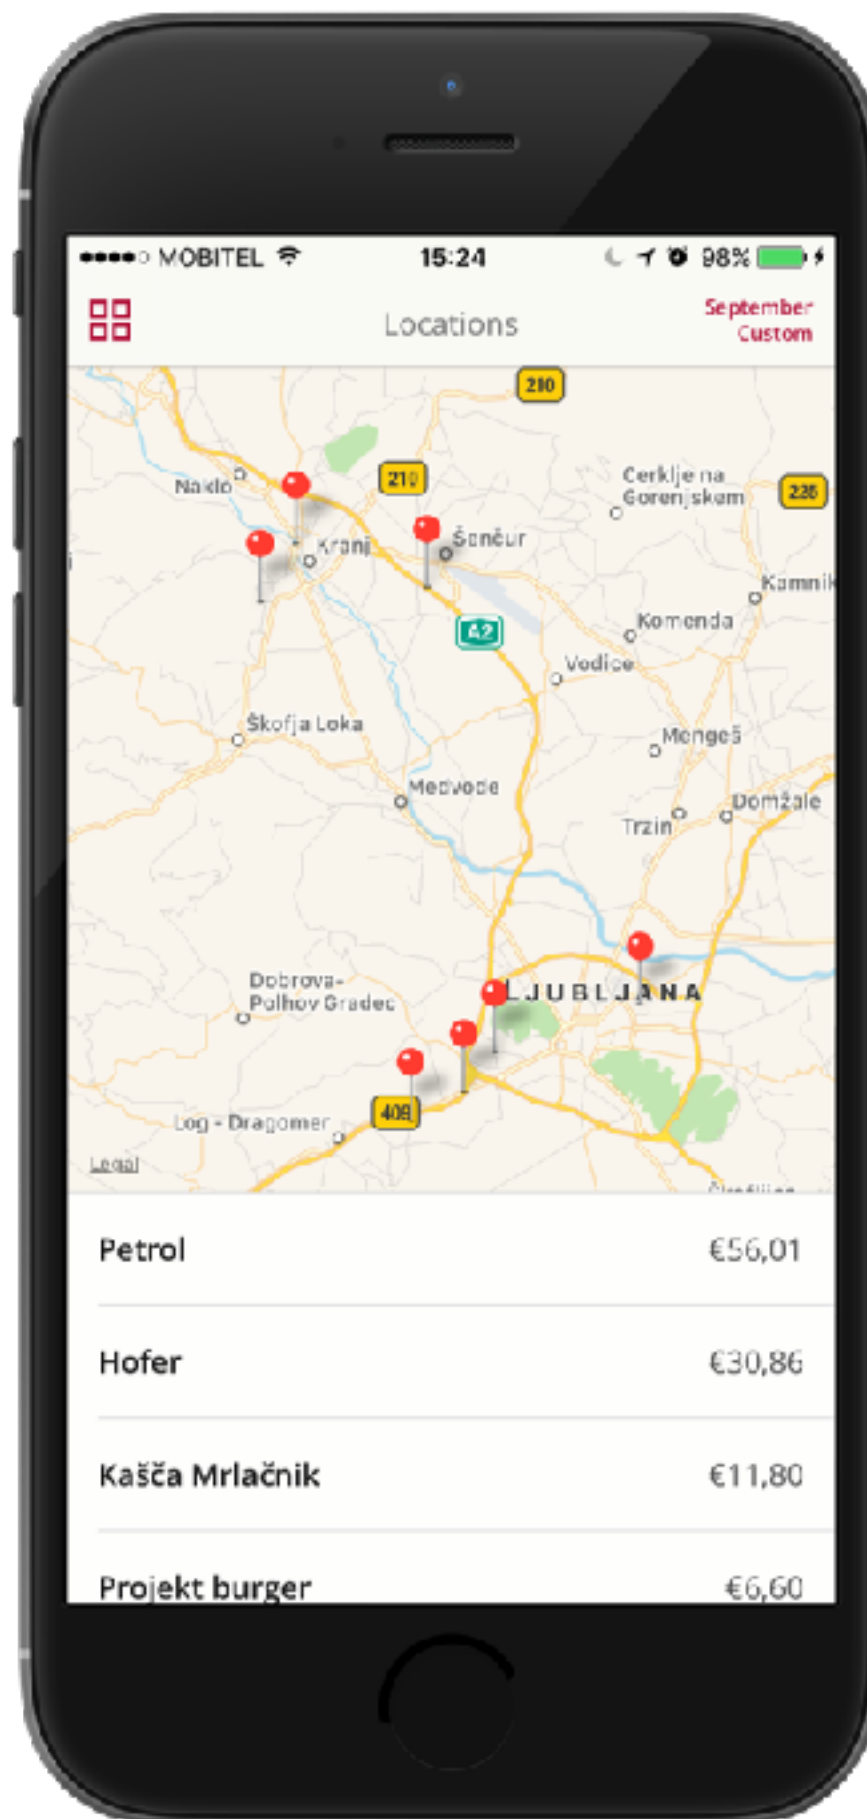 MOBITEL 15:24 98%
Locations
September
Custom
210
Naklo
210
Cerklje na
Gorenjskem
225
Kranj
Šenčur
Kamnik
A2
Komenda
Vodice
Škofja Loka
Mengeš
Medvode
Domžale
Trzin
Dobrova-
Polhov Gradec
LJUBLJANA
409
Log - Dragomer
Legal
Petrol €56,01
Hofer €30,86
Kašča Mrlačnik €11,80
Projekt burger €6,60